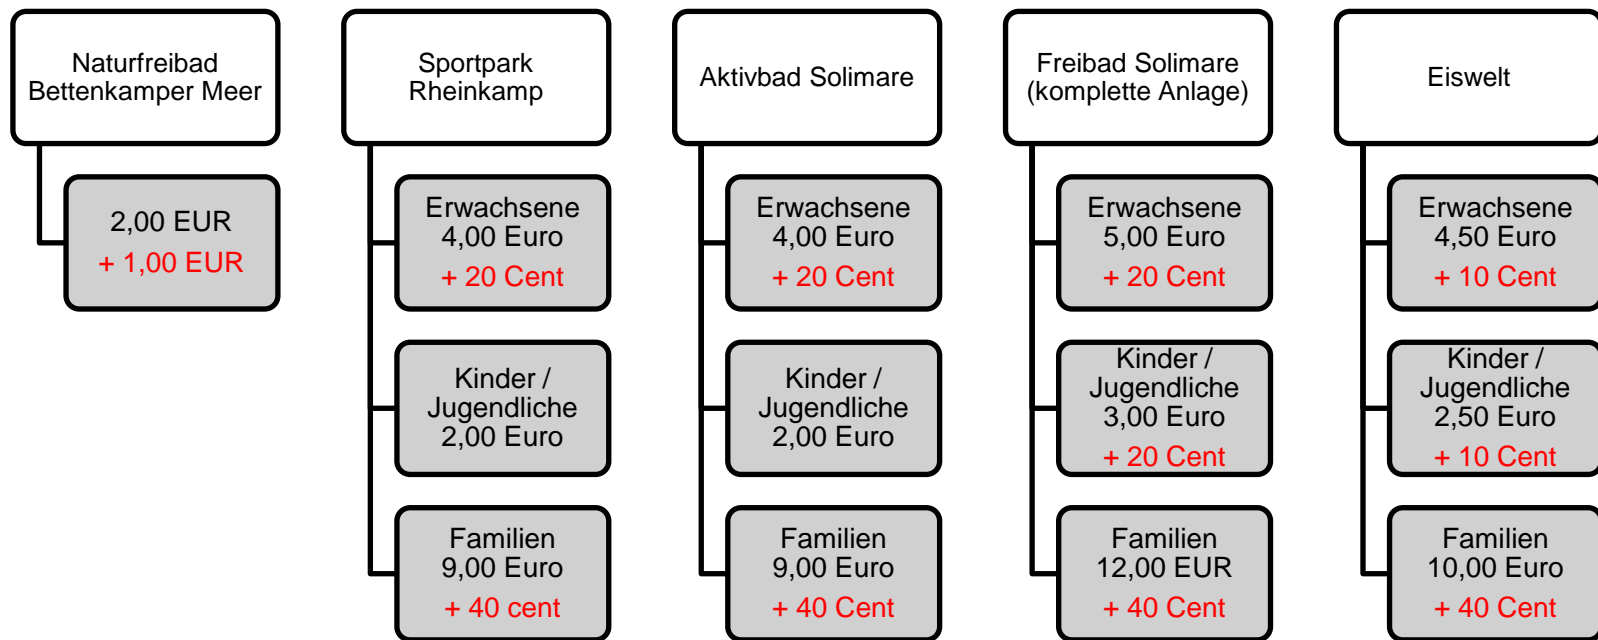 Naturfreibad
Bettenkamper Meer
2,00 EUR
+ 1,00 EUR
Sportpark
Rheinkamp
Erwachsene
4,00 Euro
+ 20 Cent
Kinder /
Jugendliche
2,00 Euro
Familien
9,00 Euro
+ 40 cent
Aktivbad Solimare
Erwachsene
4,00 Euro
+ 20 Cent
Kinder /
Jugendliche
2,00 Euro
Familien
9,00 Euro
+ 40 Cent
Freibad Solimare
(komplette Anlage)
Erwachsene
5,00 Euro
+ 20 Cent
Kinder /
Jugendliche
3,00 Euro
+ 20 Cent
Familien
12,00 EUR
+ 40 Cent
Eiswelt
Erwachsene
4,50 Euro
+ 10 Cent
Kinder /
Jugendliche
2,50 Euro
+ 10 Cent
Familien
10,00 Euro
+ 40 Cent